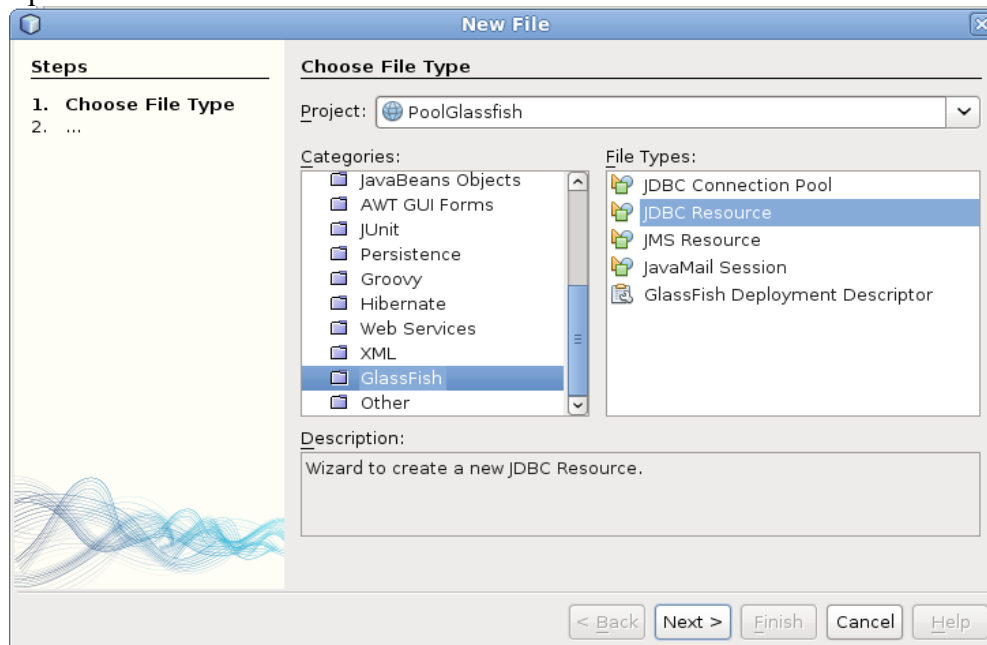 New File
Steps
1. Choose File Type
2. ...
Choose File Type
Project: PoolGlassfish
Categories:
JavaBeans Objects
AWT GUI Forms
JUnit
Persistence
Groovy
Hibernate
Web Services
XML
GlassFish
Other
File Types:
JDBC Connection Pool
JDBC Resource
JMS Resource
JavaMail Session
GlassFish Deployment Descriptor
Description:
Wizard to create a new JDBC Resource.
< Back Next > Finish Cancel Help